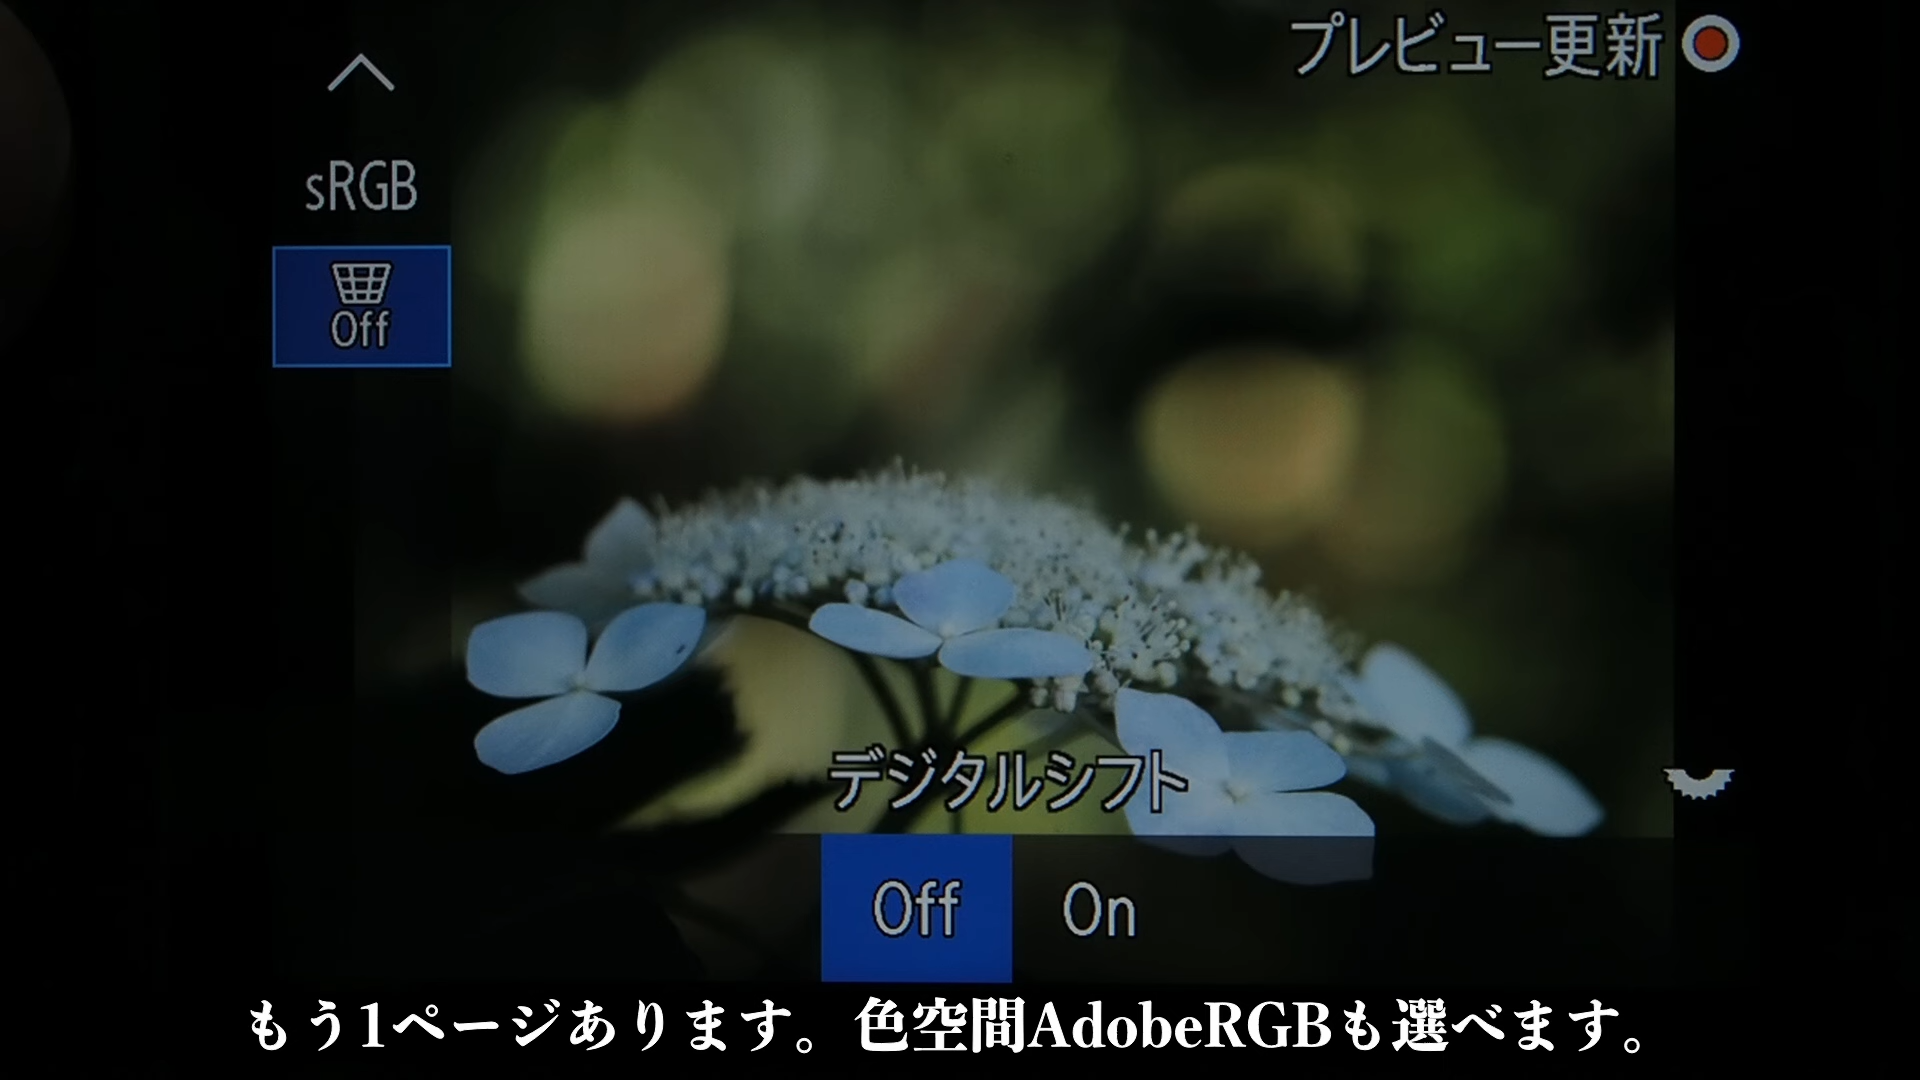 プレビュー更新
sRGB
Off
デジタルシフト
Off On
もう1ページあります。色空間AdobeRGBも選べます。